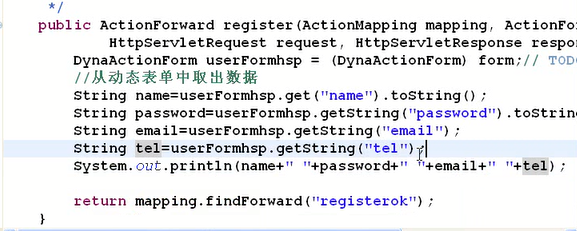 */
public ActionForward register(ActionMapping mapping, ActionFo
HttpServletRequest request, HttpServletResponse respon
DynaActionForm userFormhsp = (DynaActionForm) form;// TODO
//从动态表单中取出数据
String name=userFormhsp.get("name").toString();
String password=userFormhsp.getString("password").toStrin
String email=userFormhsp.getString("email");
String tel=userFormhsp.getString("tel");
System.out.println(name+" "+password+" "+email+" "+tel);
return mapping.findForward("registerok");
}